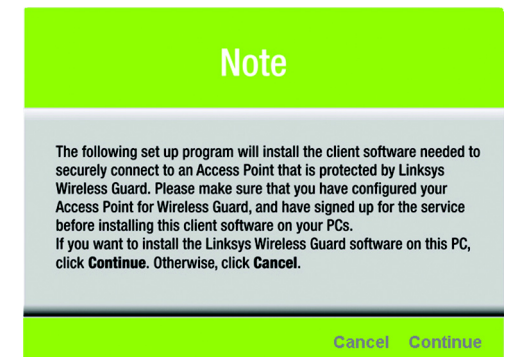 Note
The following set up program will install the client software needed to
securely connect to an Access Point that is protected by Linksys
Wireless Guard. Please make sure that you have configured your
Access Point for Wireless Guard, and have signed up for the service
before installing this client software on your PCs.
If you want to install the Linksys Wireless Guard software on this PC,
click Continue. Otherwise, click Cancel.
Cancel Continue